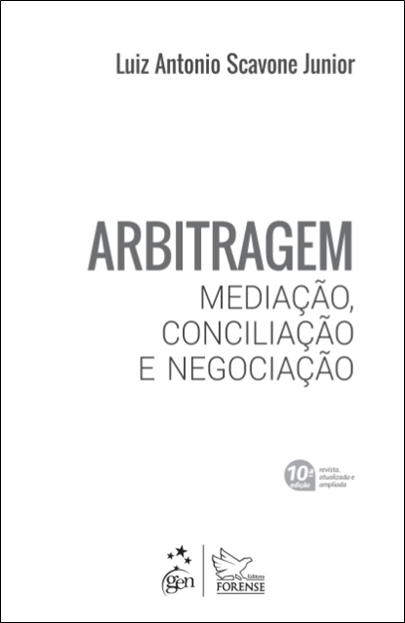 Luiz Antonio Scavone Junior
ARBITRAGEM
MEDIAÇÃO,
CONCILIAÇÃO
E NEGOCIAÇÃO
10ª
edição
revista,
atualizada e
ampliada
gen
Editora
FORENSE